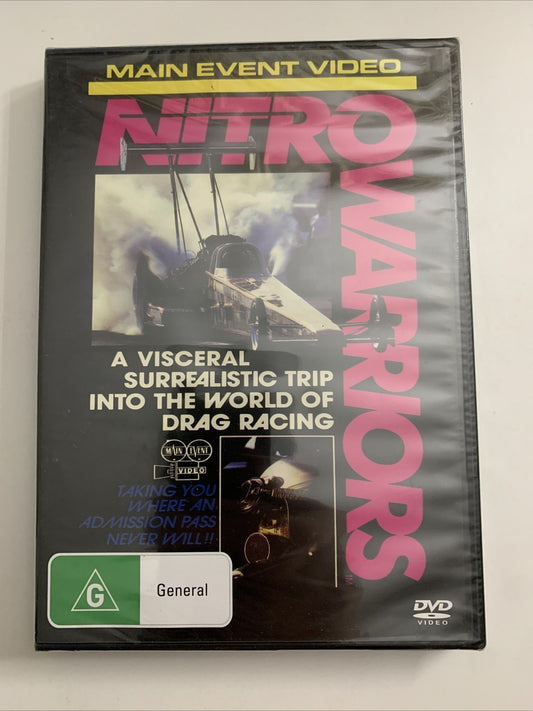 MAIN EVENT VIDEO
NITRO
WARRIORS
TM
A VISCERAL
SURREALISTIC TRIP
INTO THE WORLD OF
DRAG RACING
MAIN EVENT
VIDEO
TAKING YOU
WHERE AN
ADMISSION PASS
NEVER WILL!!
G
General
DVD
VIDEO